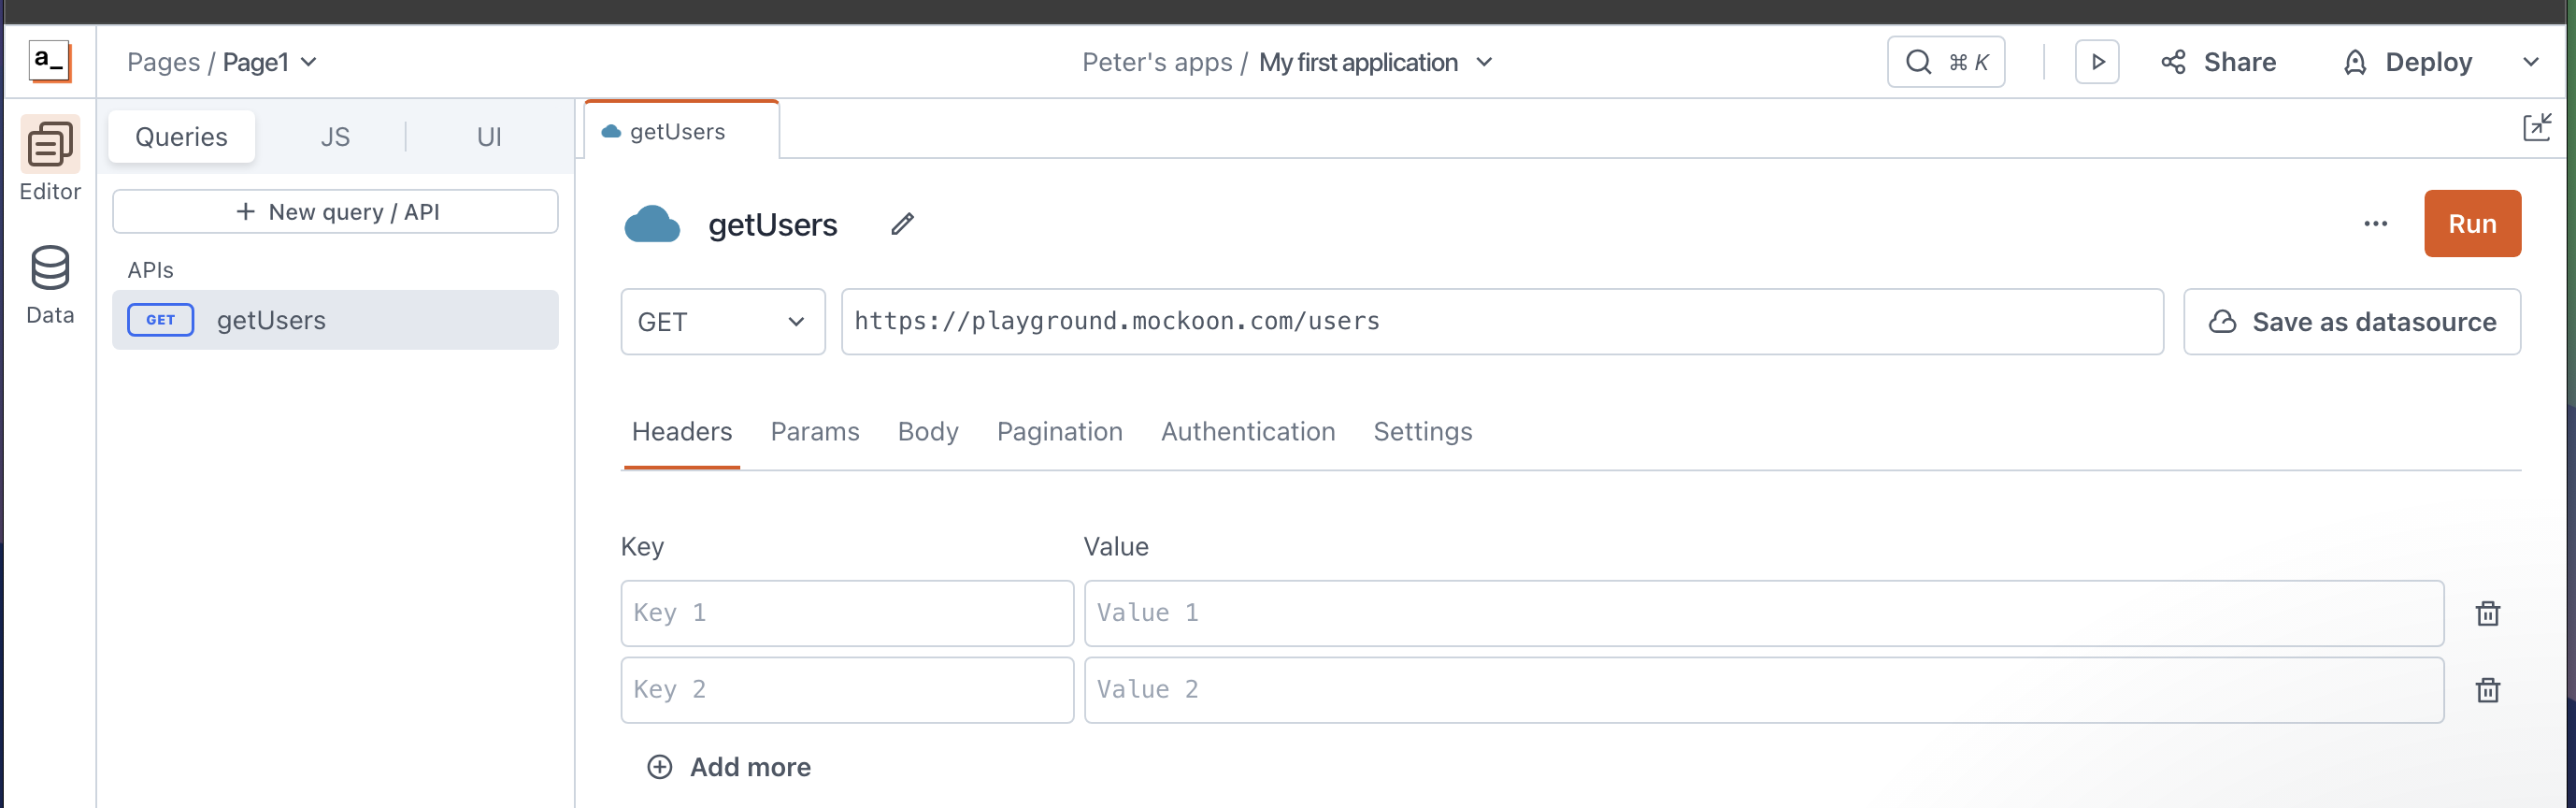 a_
Pages / Page1
Peter's apps / My first application
⌘ K
Share
Deploy
Editor
Data
Queries
JS
UI
+ New query / API
APIs
GET getUsers
getUsers
getUsers
...
Run
GET
https://playground.mockoon.com/users
Save as datasource
Headers
Params
Body
Pagination
Authentication
Settings
Key
Value
Key 1
Value 1
Key 2
Value 2
Add more